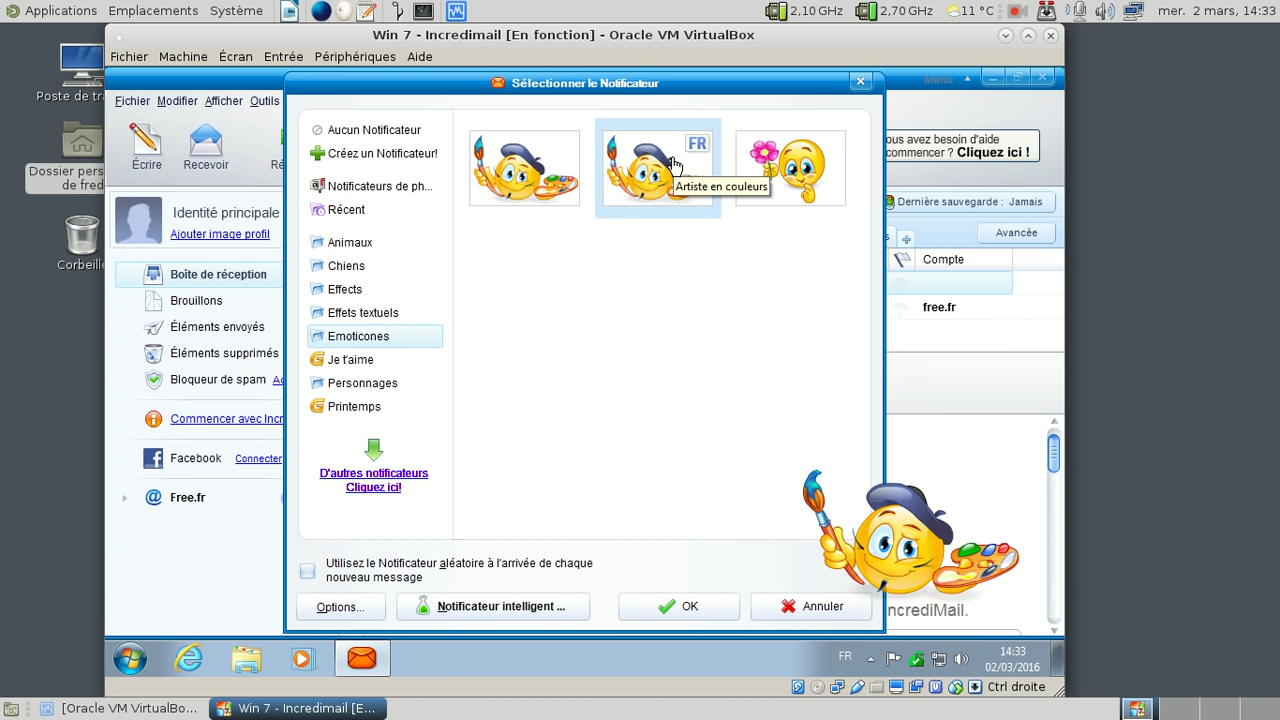 Applications Emplacements Système 2,10 GHz 2,70 GHz 11 °C mer. 2 mars, 14:33
Win 7 - Incredimail [En fonction] - Oracle VM VirtualBox
Fichier Machine Écran Entrée Périphériques Aide
Sélectionner le Notificateur
Menu
Poste de tra
Dossier pers
de fred
Corbeille
Fichier Modifier Afficher Outils
Écrire Recevoir Ré
ous avez besoin d'aide
commencer ? Cliquez ici !
Identité principale
Ajouter image profil
Dernière sauvegarde : Jamais
s
Avancée
Compte
free.fr
Boîte de réception
Brouillons
Éléments envoyés
Éléments supprimés
Bloqueur de spam Ac
Commencer avec Incr
Facebook Connecter
Free.fr
Aucun Notificateur
Créez un Notificateur!
Notificateurs de ph...
Récent
Animaux
Chiens
Effects
Effets textuels
Emoticones
Je t'aime
Personnages
Printemps
D'autres notificateurs
Cliquez ici!
FR
Artiste en couleurs
Utilisez le Notificateur aléatoire à l'arrivée de chaque
nouveau message
Options... Notificateur intelligent ... OK Annuler
ncrediMail.
FR 14:33
02/03/2016
Ctrl droite
[Oracle VM VirtualB... Win 7 - Incredimail [E...